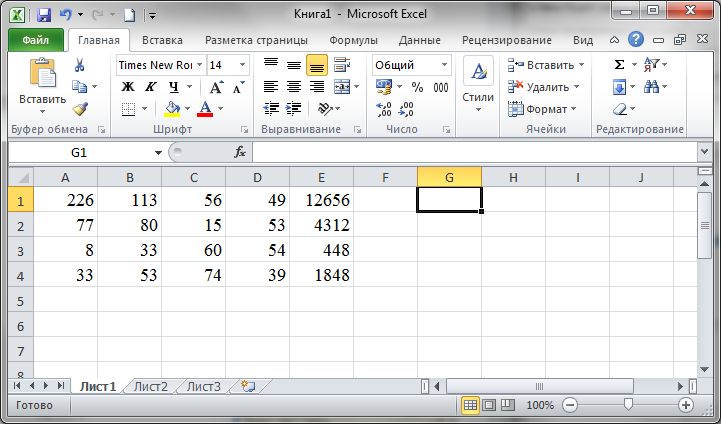 Книга1 - Microsoft Excel
Файл Главная Вставка Разметка страницы Формулы Данные Рецензирование Вид
Вставить Times New Ro 14 Общий Стили Вставить Σ
Ж К Ч % 000 Удалить
А А Формат
Буфер обмена Шрифт Выравнивание Число Ячейки Редактирование
G1 fx
A B C D E F G H I J
1 226 113 56 49 12656
2 77 80 15 53 4312
3 8 33 60 54 448
4 33 53 74 39 1848
5
6
7
8
Лист1 Лист2 Лист3
Готово 100%